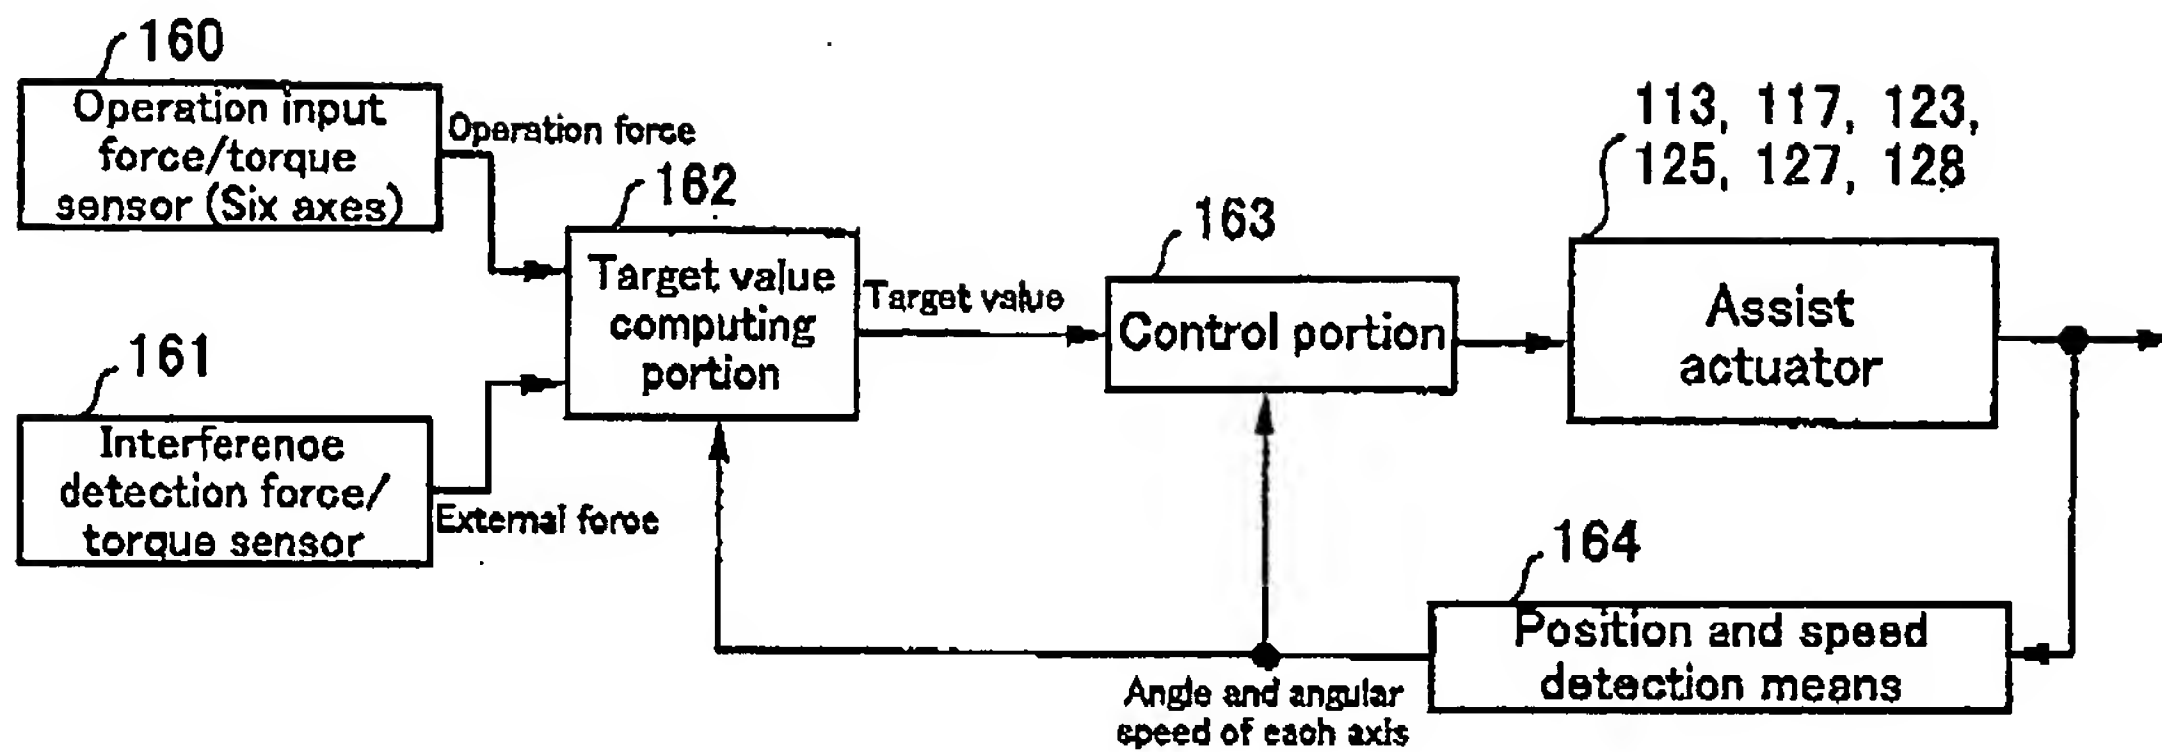 160
Operation input
force/torque
sensor (Six axes)
Operation force
161
Interference
detection force/
torque sensor
External force
162
Target value
computing
portion
Target value
163
Control portion
113, 117, 123,
125, 127, 128
Assist
actuator
164
Position and speed
detection means
Angle and angular
speed of each axis